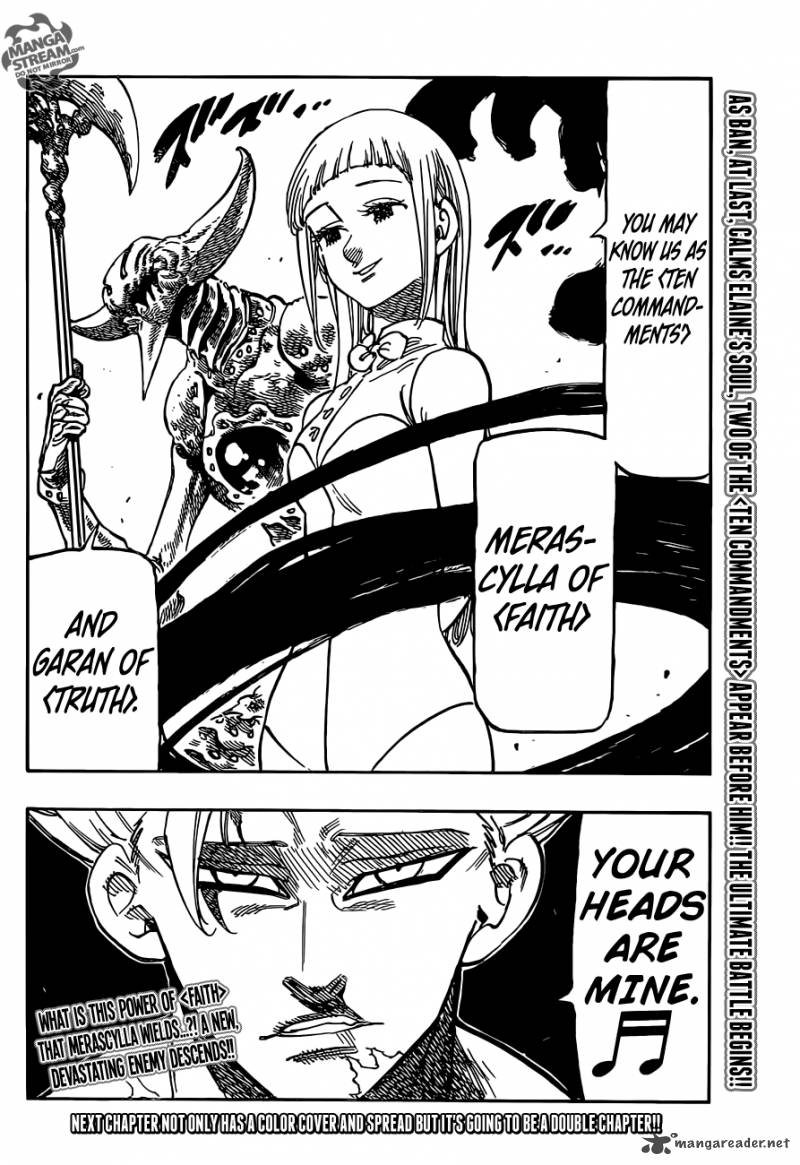 MANGA
STREAM.com
DO NOT MIRROR
YOU MAY
KNOW US AS
THE <TEN
COMMAND-
MENTS>
MERAS-
CYLLA OF
<FAITH>
AND
GARAN OF
<TRUTH>.
AS BAN, AT LAST, CALMS ELAINE'S SOUL, TWO OF THE <TEN COMMANDMENTS> APPEAR BEFORE HIM!! THE ULTIMATE BATTLE BEGINS!!
YOUR
HEADS
ARE
MINE.
WHAT IS THIS POWER OF <FAITH>
THAT MERASCYLLA WIELDS...?! A NEW,
DEVASTATING ENEMY DESCENDS!!
NEXT CHAPTER NOT ONLY HAS A COLOR COVER AND SPREAD BUT IT'S GOING TO BE A DOUBLE CHAPTER!!
mangareader.net